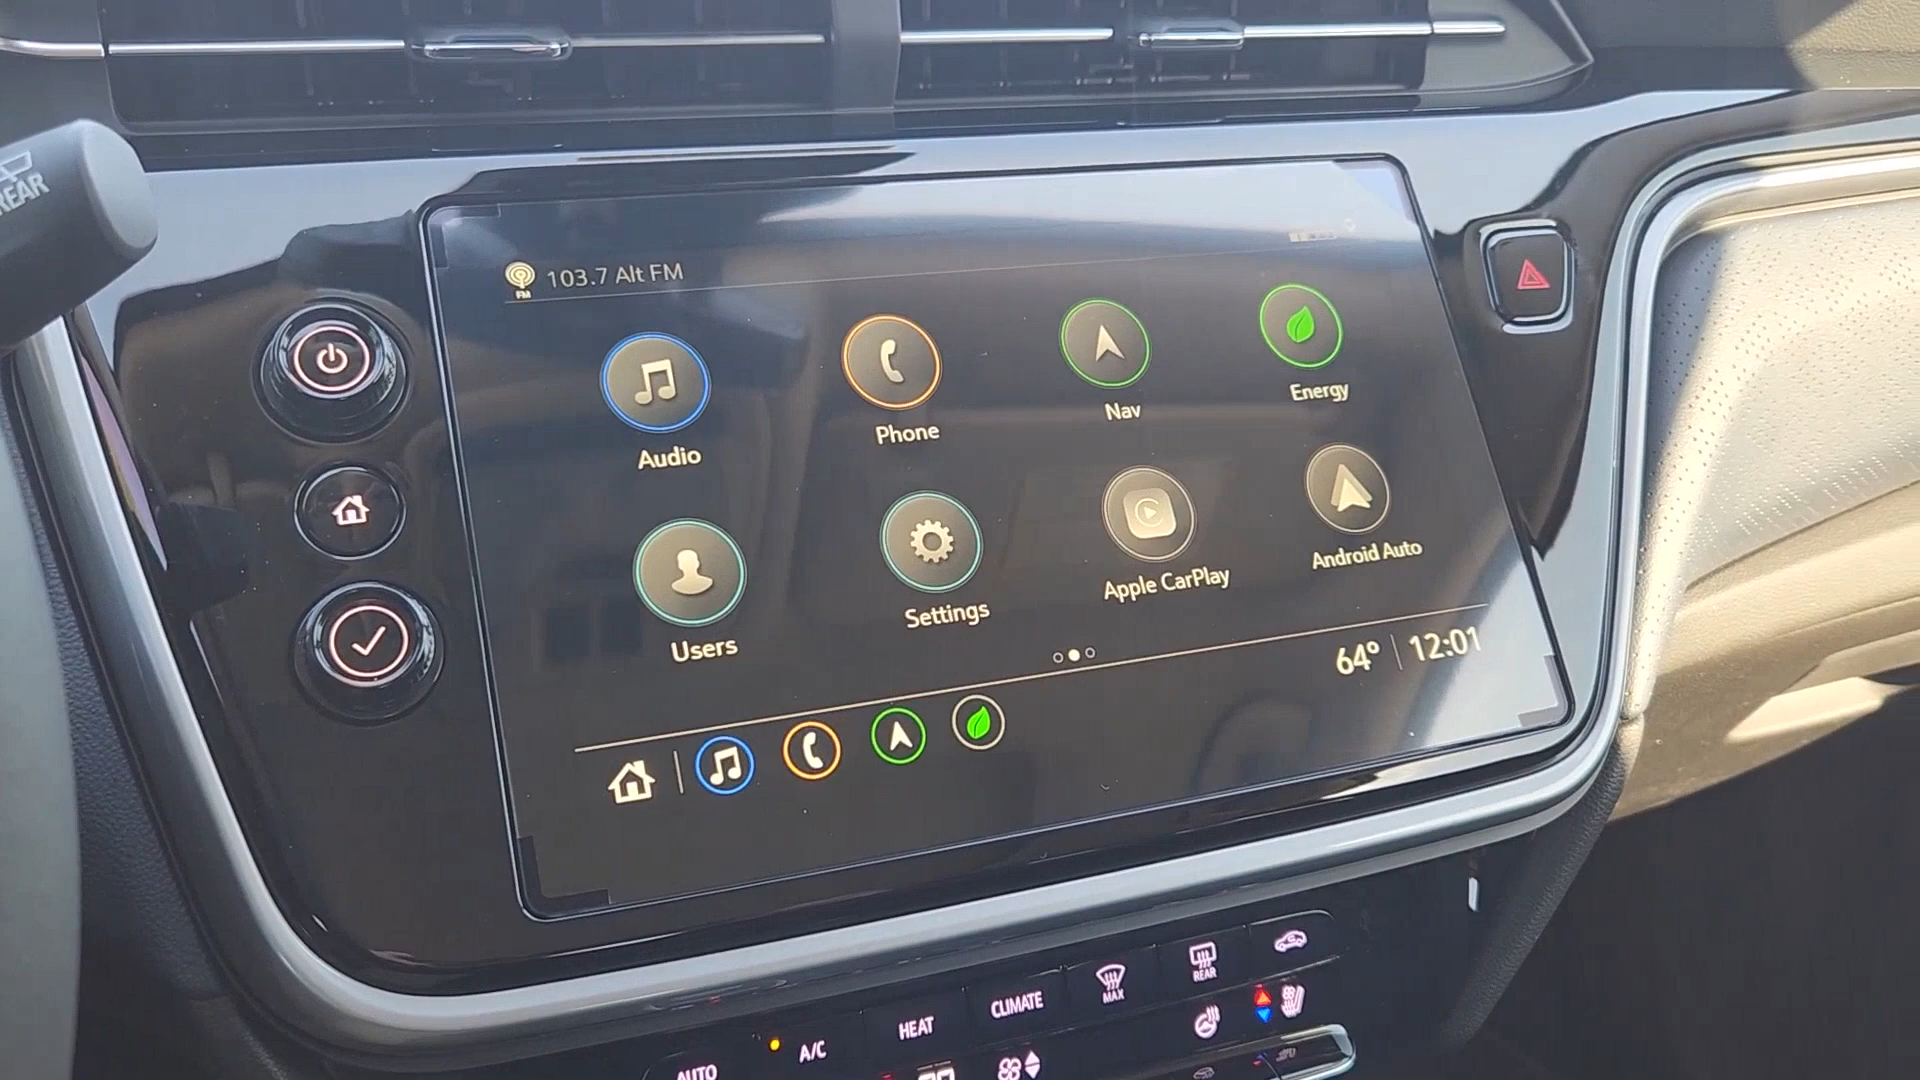 REAR
FM
103.7 Alt FM
Audio
Phone
Nav
Energy
Users
Settings
Apple CarPlay
Android Auto
64° 12:01
AUTO
A/C
HEAT
CLIMATE
MAX
REAR